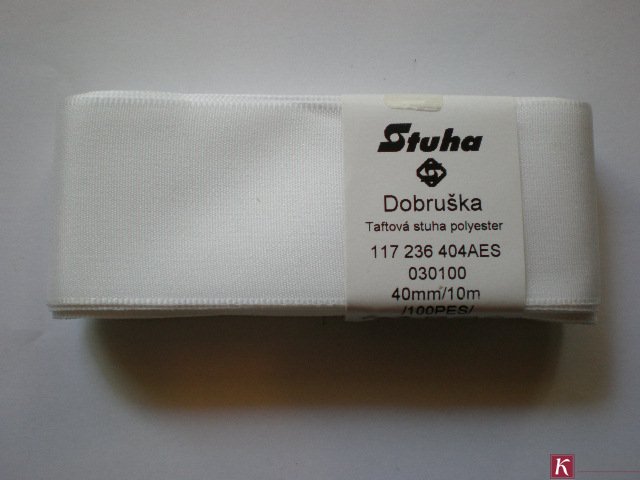 Stuha
Dobruška
Taftová stuha polyester
117 236 404AES
030100
40mm/10m
/100PES/
K